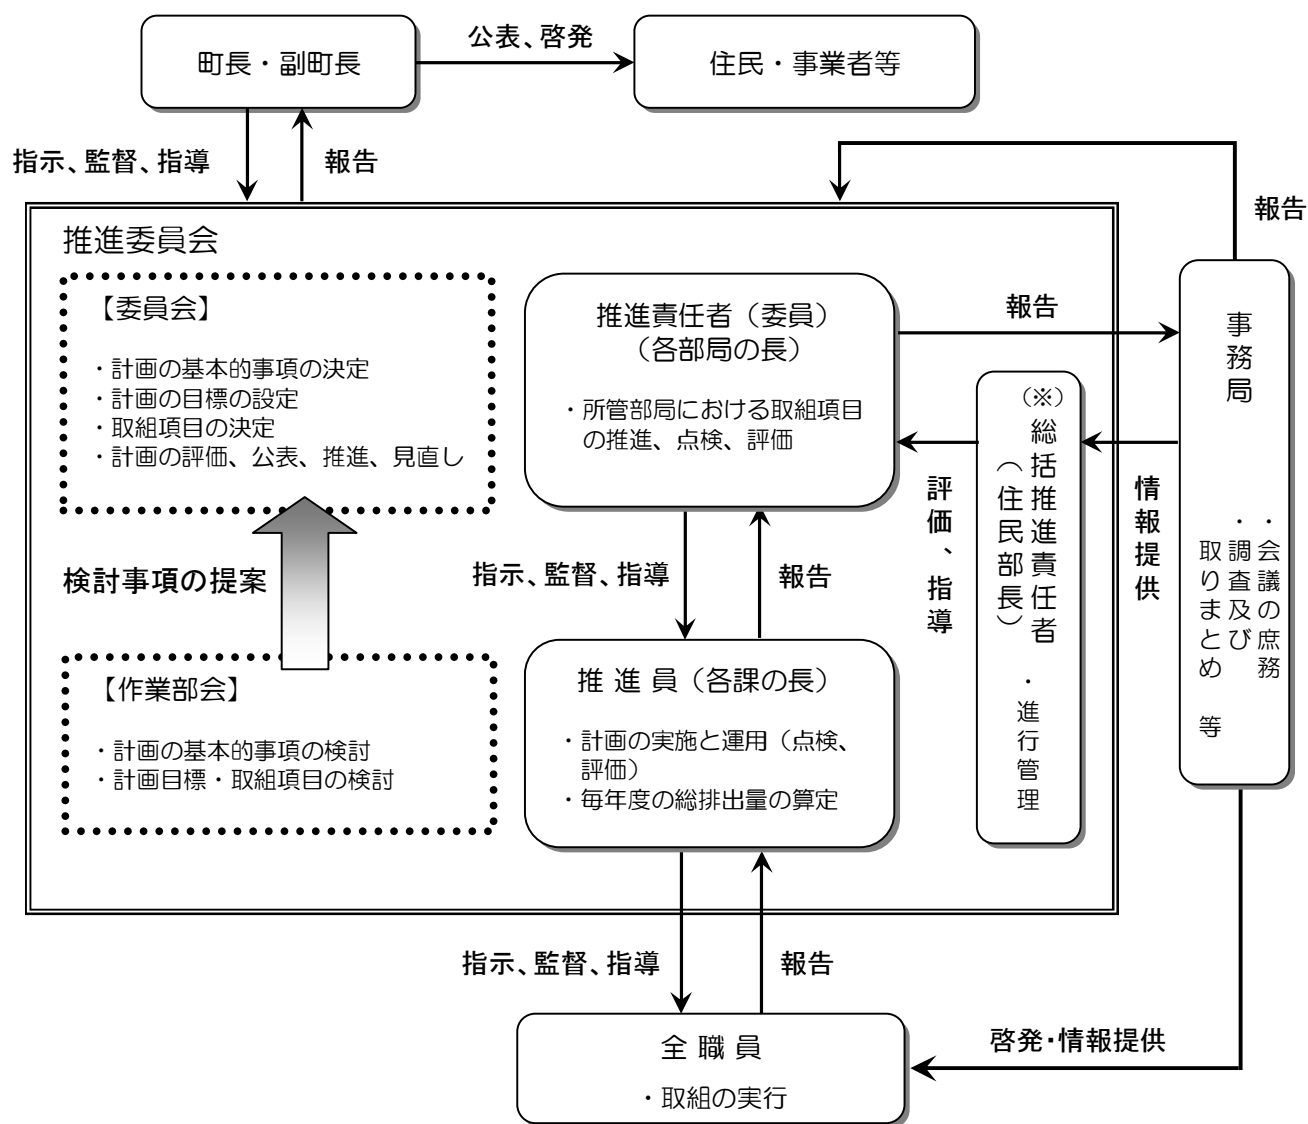 町長・副町長
公表、啓発
住民・事業者等
指示、監督、指導
報告
報告
推進委員会
【委員会】
・計画の基本的事項の決定
・計画の目標の設定
・取組項目の決定
・計画の評価、公表、推進、見直し
検討事項の提案
【作業部会】
・計画の基本的事項の検討
・計画目標・取組項目の検討
推進責任者（委員）
（各部局の長）
・所管部局における取組項目
の推進、点検、評価
報告
指示、監督、指導
報告
推 進 員（各課の長）
・計画の実施と運用（点検、
評価）
・毎年度の総排出量の算定
評価、指導
（※）
総括推進責任者
（住民部長）
・進行管理
情報提供
事務局
・会議の庶務
・調査及び
取りまとめ 等
指示、監督、指導
報告
全 職 員
・取組の実行
啓発・情報提供